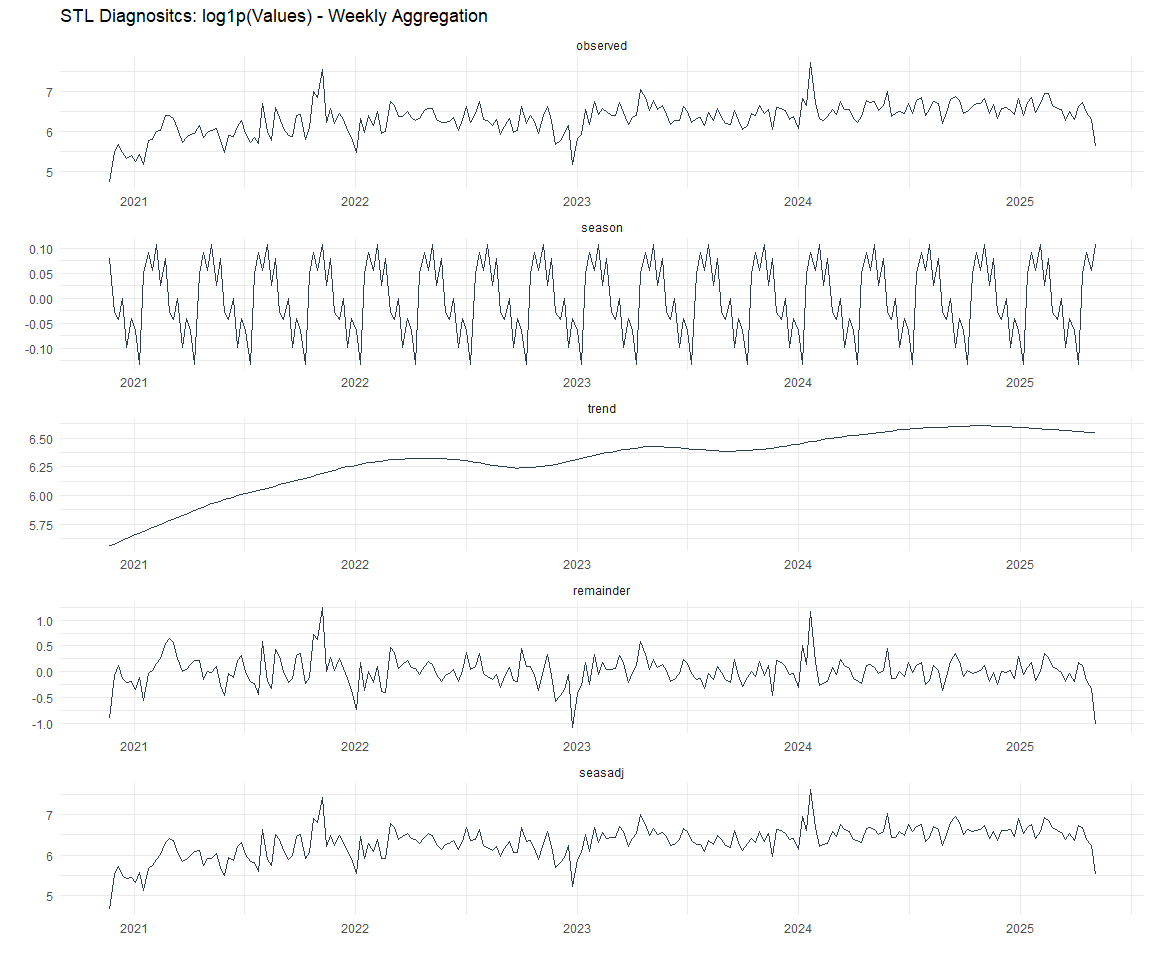 STL Diagnositcs: log1p(Values) - Weekly Aggregation
observed
7
6
5
2021 2022 2023 2024 2025
season
0.10
0.05
0.00
-0.05
-0.10
2021 2022 2023 2024 2025
trend
6.50
6.25
6.00
5.75
2021 2022 2023 2024 2025
remainder
1.0
0.5
0.0
-0.5
-1.0
2021 2022 2023 2024 2025
seasadj
7
6
5
2021 2022 2023 2024 2025